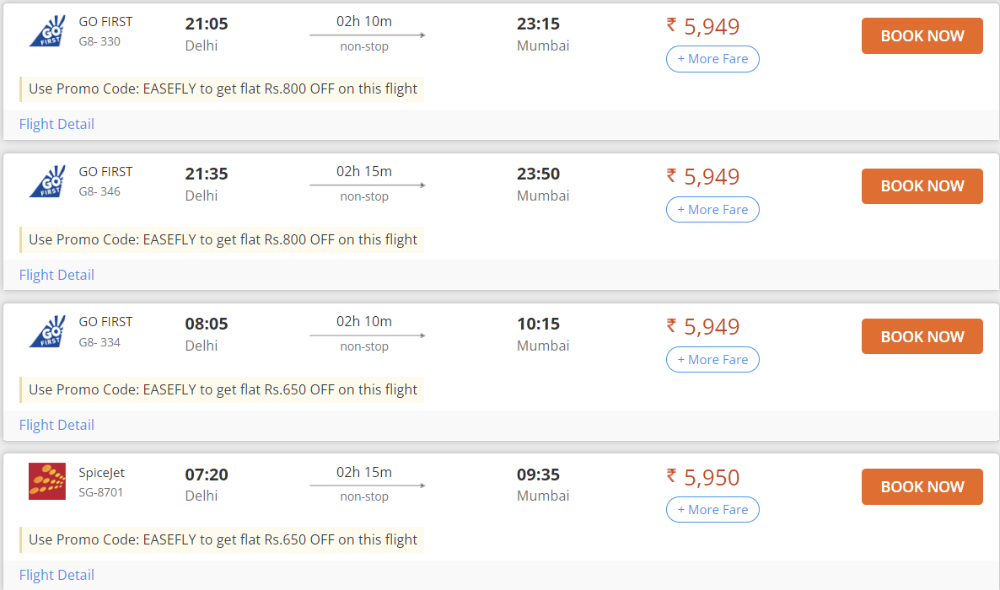 GO FIRST
G8- 330
21:05
Delhi
02h 10m
non-stop
23:15
Mumbai
₹ 5,949
+ More Fare
BOOK NOW
GO
FIRST
Use Promo Code: EASEFLY to get flat Rs.800 OFF on this flight
Flight Detail
GO FIRST
G8- 346
21:35
Delhi
02h 15m
non-stop
23:50
Mumbai
₹ 5,949
+ More Fare
BOOK NOW
GO
FIRST
Use Promo Code: EASEFLY to get flat Rs.800 OFF on this flight
Flight Detail
GO FIRST
G8- 334
08:05
Delhi
02h 10m
non-stop
10:15
Mumbai
₹ 5,949
+ More Fare
BOOK NOW
GO
FIRST
Use Promo Code: EASEFLY to get flat Rs.650 OFF on this flight
Flight Detail
SpiceJet
SG-8701
07:20
Delhi
02h 15m
non-stop
09:35
Mumbai
₹ 5,950
+ More Fare
BOOK NOW
Use Promo Code: EASEFLY to get flat Rs.650 OFF on this flight
Flight Detail